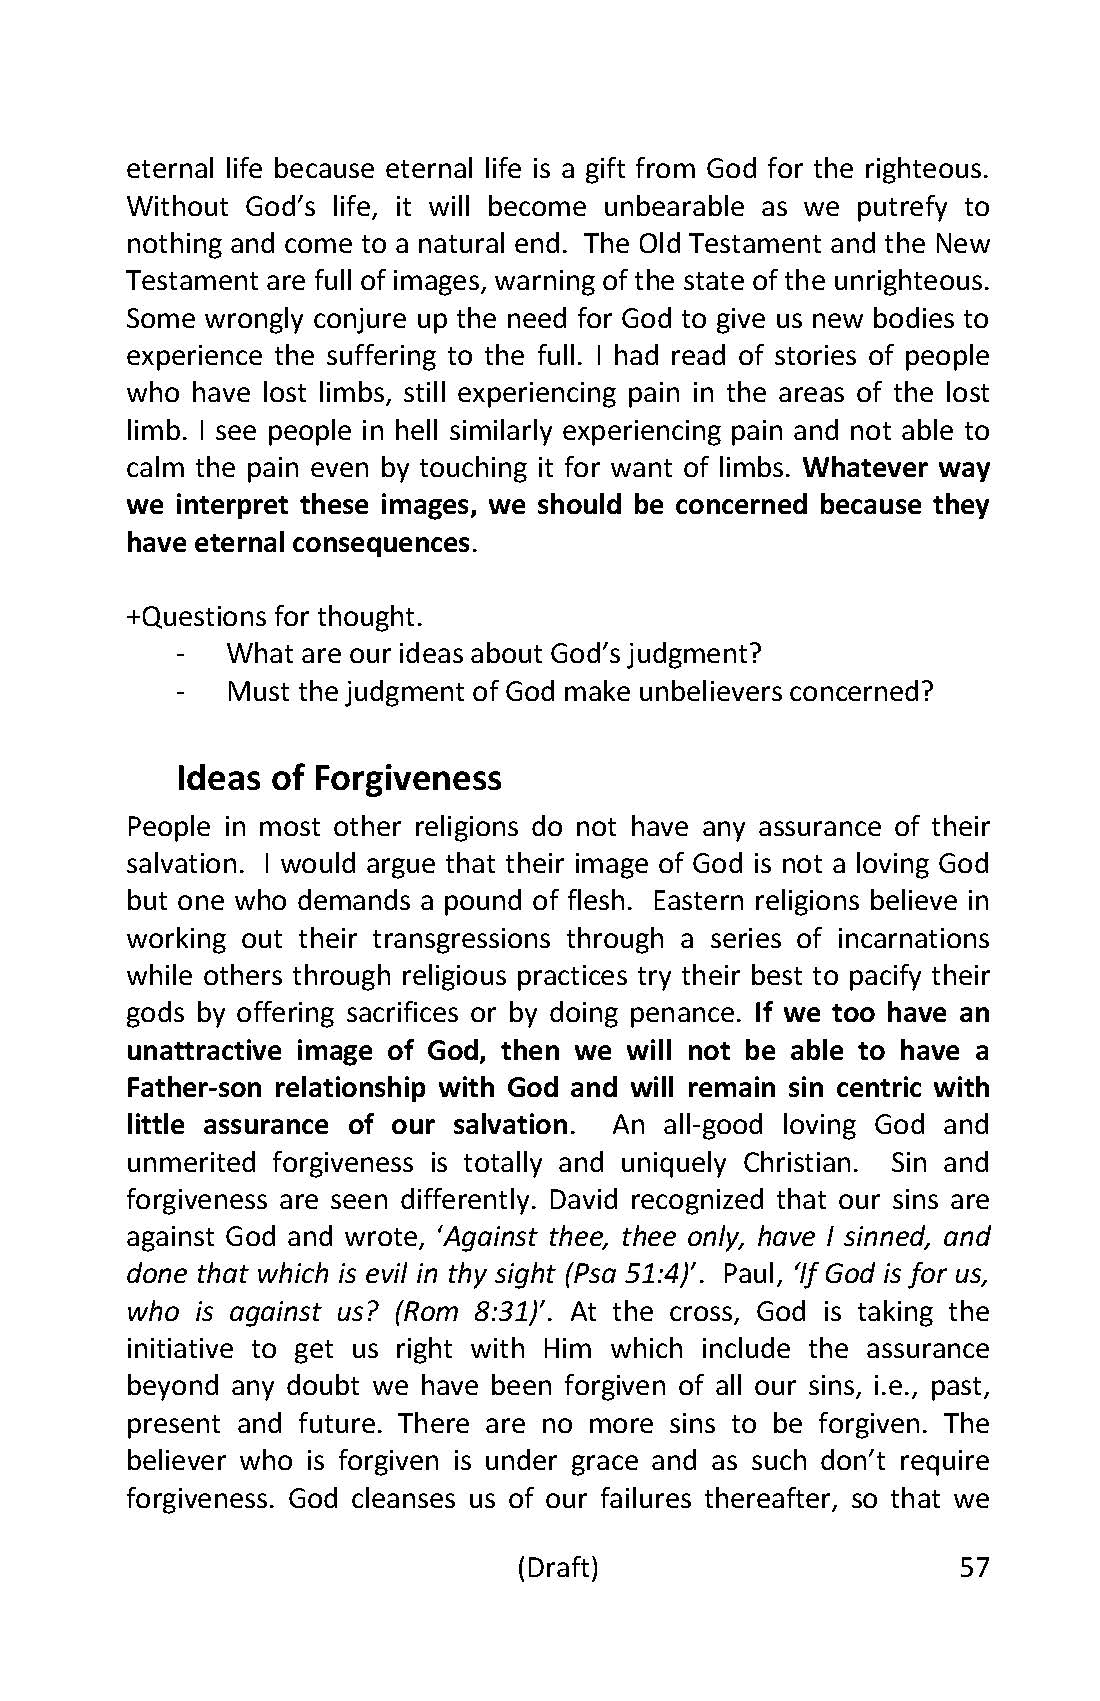 eternal life because eternal life is a gift from God for the righteous.
Without God’s life, it will become unbearable as we putrefy to
nothing and come to a natural end.  The Old Testament and the New
Testament are full of images, warning of the state of the unrighteous.
Some wrongly conjure up the need for God to give us new bodies to
experience the suffering to the full. I had read of stories of people
who have lost limbs, still experiencing pain in the areas of the lost
limb. I see people in hell similarly experiencing pain and not able to
calm the pain even by touching it for want of limbs. Whatever way
we interpret these images, we should be concerned because they
have eternal consequences.
+Questions for thought.
- What are our ideas about God’s judgment?
- Must the judgment of God make unbelievers concerned?
Ideas of Forgiveness
People in most other religions do not have any assurance of their
salvation.  I would argue that their image of God is not a loving God
but one who demands a pound of flesh.  Eastern religions believe in
working out their transgressions through a series of incarnations
while others through religious practices try their best to pacify their
gods by offering sacrifices or by doing penance. If we too have an
unattractive image of God, then we will not be able to have a
Father-son relationship with God and will remain sin centric with
little assurance of our salvation.  An all-good loving God and
unmerited forgiveness is totally and uniquely Christian.  Sin and
forgiveness are seen differently. David recognized that our sins are
against God and wrote, ‘Against thee, thee only, have I sinned, and
done that which is evil in thy sight (Psa 51:4)’.  Paul, ‘If God is for us,
who is against us? (Rom 8:31)’. At the cross, God is taking the
initiative to get us right with Him which include the assurance
beyond any doubt we have been forgiven of all our sins, i.e., past,
present and future. There are no more sins to be forgiven. The
believer who is forgiven is under grace and as such don’t require
forgiveness. God cleanses us of our failures thereafter, so that we
(Draft) 57